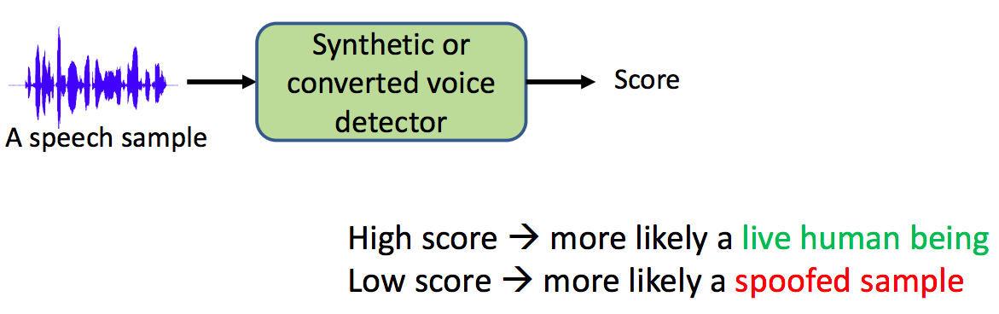 Synthetic or
converted voice
detector
Score
A speech sample
High score → more likely a live human being
Low score → more likely a spoofed sample